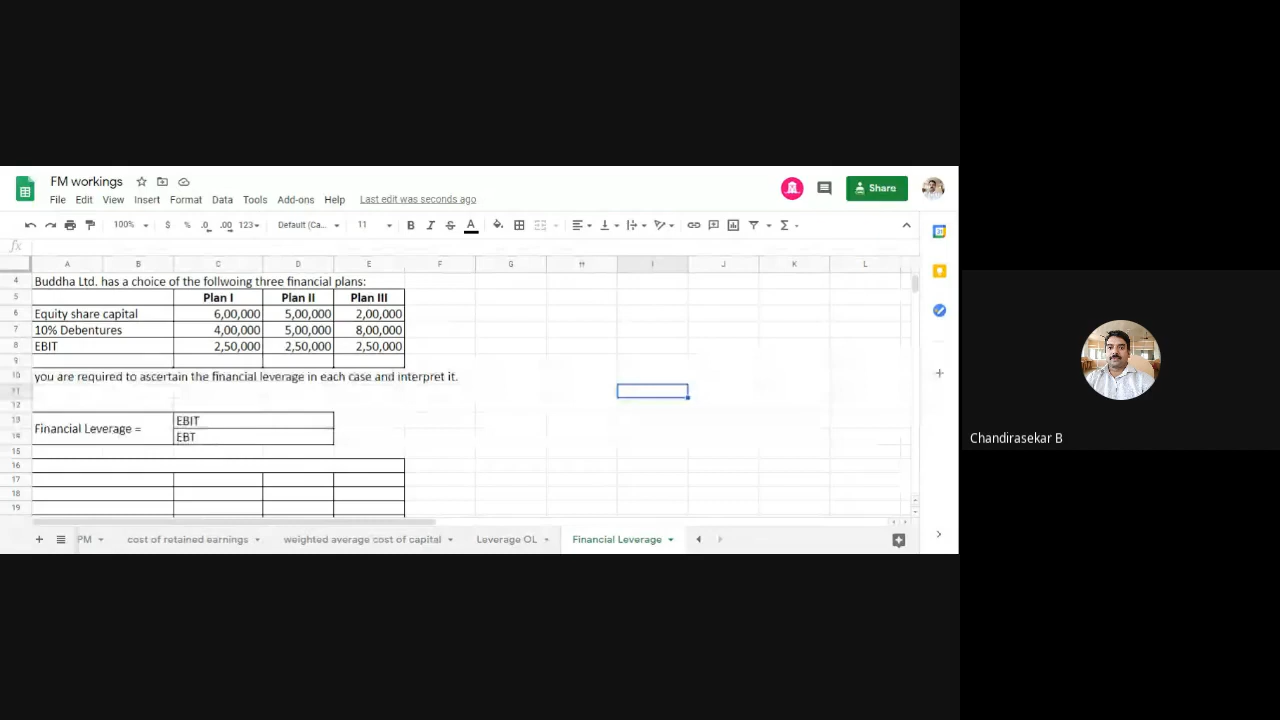 FM workings
File Edit View Insert Format Data Tools Add-ons Help Last edit was seconds ago
Share
100% $ % .0 .00 123 Default (Ca... 11 B I S A
fx
A B C D E F G H I J K L
4 Buddha Ltd. has a choice of the follwoing three financial plans:
5 Plan I Plan II Plan III
6 Equity share capital 6,00,000 5,00,000 2,00,000
7 10% Debentures 4,00,000 5,00,000 8,00,000
8 EBIT 2,50,000 2,50,000 2,50,000
9
10 you are required to ascertain the financial leverage in each case and interpret it.
11
12
13 EBIT
Financial Leverage =
14 EBT
15
16
17
18
19
PM cost of retained earnings weighted average cost of capital Leverage OL Financial Leverage
Chandirasekar B